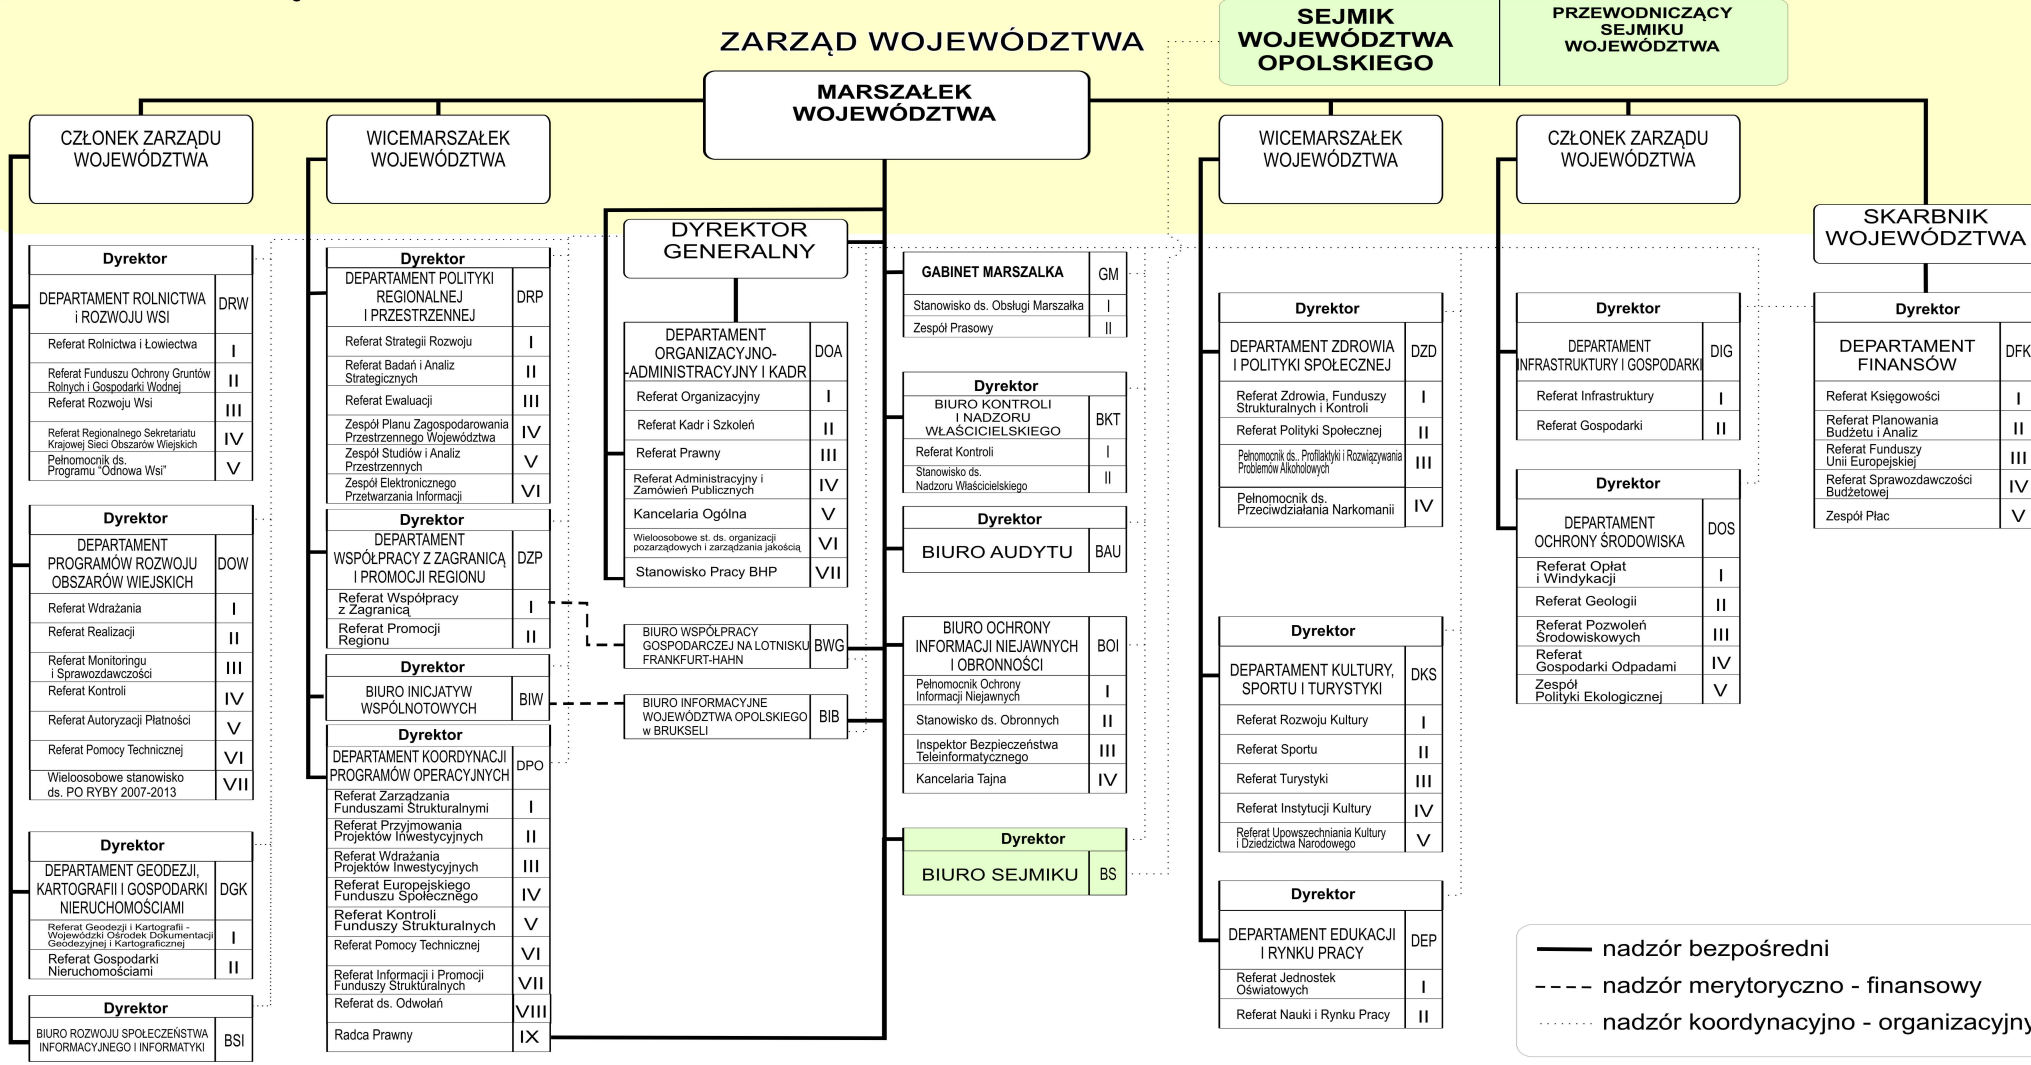 ZARZĄD WOJEWÓDZTWA
SEJMIK
WOJEWÓDZTWA
OPOLSKIEGO
PRZEWODNICZĄCY
SEJMIKU
WOJEWÓDZTWA
MARSZAŁEK
WOJEWÓDZTWA
CZŁONEK ZARZĄDU
WOJEWÓDZTWA
WICEMARSZAŁEK
WOJEWÓDZTWA
WICEMARSZAŁEK
WOJEWÓDZTWA
CZŁONEK ZARZĄDU
WOJEWÓDZTWA
SKARBNIK
WOJEWÓDZTWA
DYREKTOR
GENERALNY
Dyrektor
DEPARTAMENT ROLNICTWA
i ROZWOJU WSI
DRW
Referat Rolnictwa i Łowiectwa
I
Referat Funduszu Ochrony Gruntów
Rolnych i Gospodarki Wodnej
II
Referat Rozwoju Wsi
III
Referat Regionalnego Sekretariatu
Krajowej Sieci Obszarów Wiejskich
IV
Pełnomocnik ds.
Programu "Odnowa Wsi"
V
Dyrektor
DEPARTAMENT
PROGRAMÓW ROZWOJU
OBSZARÓW WIEJSKICH
DOW
Referat Wdrażania
I
Referat Realizacji
II
Referat Monitoringu
i Sprawozdawczości
III
Referat Kontroli
IV
Referat Autoryzacji Płatności
V
Referat Pomocy Technicznej
VI
Wieloosobowe stanowisko
ds. PO RYBY 2007-2013
VII
Dyrektor
DEPARTAMENT GEODEZJI,
KARTOGRAFII I GOSPODARKI
NIERUCHOMOŚCIAMI
DGK
Referat Geodezji i Kartografii -
Wojewódzki Ośrodek Dokumentacji
Geodezyjnej i Kartograficznej
I
Referat Gospodarki
Nieruchomościami
II
Dyrektor
BIURO ROZWOJU SPOŁECZEŃSTWA
INFORMACYJNEGO I INFORMATYKI
BSI
Dyrektor
DEPARTAMENT POLITYKI
REGIONALNEJ
I PRZESTRZENNEJ
DRP
Referat Strategii Rozwoju
I
Referat Badań i Analiz
Strategicznych
II
Referat Ewaluacji
III
Zespół Planu Zagospodarowania
Przestrzennego Województwa
IV
Zespół Studiów i Analiz
Przestrzennych
V
Zespół Elektronicznego
Przetwarzania Informacji
VI
Dyrektor
DEPARTAMENT
WSPÓŁPRACY Z ZAGRANICĄ
I PROMOCJI REGIONU
DZP
Referat Współpracy
z Zagranicą
I
Referat Promocji
Regionu
II
Dyrektor
BIURO INICJATYW
WSPÓLNOTOWYCH
BIW
Dyrektor
DEPARTAMENT KOORDYNACJI
PROGRAMÓW OPERACYJNYCH
DPO
Referat Zarządzania
Funduszami Strukturalnymi
I
Referat Przyjmowania
Projektów Inwestycyjnych
II
Referat Wdrażania
Projektów Inwestycyjnych
III
Referat Europejskiego
Funduszu Społecznego
IV
Referat Kontroli
Funduszy Strukturalnych
V
Referat Pomocy Technicznej
VI
Referat Informacji i Promocji
Funduszy Strukturalnych
VII
Referat ds. Odwołań
VIII
Radca Prawny
IX
DEPARTAMENT
ORGANIZACYJNO-
-ADMINISTRACYJNY I KADR
DOA
Referat Organizacyjny
I
Referat Kadr i Szkoleń
II
Referat Prawny
III
Referat Administracyjny i
Zamówień Publicznych
IV
Kancelaria Ogólna
V
Wieloosobowe st. ds. organizacji
pozarządowych i zarządzania jakością
VI
Stanowisko Pracy BHP
VII
BIURO WSPÓŁPRACY
GOSPODARCZEJ NA LOTNISKU
FRANKFURT-HAHN
BWG
BIURO INFORMACYJNE
WOJEWÓDZTWA OPOLSKIEGO
w BRUKSELI
BIB
GABINET MARSZALKA
GM
Stanowisko ds. Obsługi Marszałka
I
Zespół Prasowy
II
Dyrektor
BIURO KONTROLI
I NADZORU
WŁAŚCICIELSKIEGO
BKT
Referat Kontroli
I
Stanowisko ds.
Nadzoru Właścicielskiego
II
Dyrektor
BIURO AUDYTU
BAU
BIURO OCHRONY
INFORMACJI NIEJAWNYCH
I OBRONNOŚCI
BOI
Pełnomocnik Ochrony
Informacji Niejawnych
I
Stanowisko ds. Obronnych
II
Inspektor Bezpieczeństwa
Teleinformatycznego
III
Kancelaria Tajna
IV
Dyrektor
BIURO SEJMIKU
BS
Dyrektor
DEPARTAMENT ZDROWIA
I POLITYKI SPOŁECZNEJ
DZD
Referat Zdrowia, Funduszy
Strukturalnych i Kontroli
I
Referat Polityki Społecznej
II
Pełnomocnik ds.. Profilaktyki i Rozwiązywania
Problemów Alkoholowych
III
Pełnomocnik ds.
Przeciwdziałania Narkomanii
IV
Dyrektor
DEPARTAMENT KULTURY,
SPORTU I TURYSTYKI
DKS
Referat Rozwoju Kultury
I
Referat Sportu
II
Referat Turystyki
III
Referat Instytucji Kultury
IV
Referat Upowszechniania Kultury
i Dziedzictwa Narodowego
V
Dyrektor
DEPARTAMENT EDUKACJI
I RYNKU PRACY
DEP
Referat Jednostek
Oświatowych
I
Referat Nauki i Rynku Pracy
II
Dyrektor
DEPARTAMENT
INFRASTRUKTURY I GOSPODARKI
DIG
Referat Infrastruktury
I
Referat Gospodarki
II
Dyrektor
DEPARTAMENT
OCHRONY ŚRODOWISKA
DOS
Referat Opłat
i Windykacji
I
Referat Geologii
II
Referat Pozwoleń
Środowiskowych
III
Referat
Gospodarki Odpadami
IV
Zespół
Polityki Ekologicznej
V
Dyrektor
DEPARTAMENT
FINANSÓW
DFK
Referat Księgowości
I
Referat Planowania
Budżetu i Analiz
II
Referat Funduszy
Unii Europejskiej
III
Referat Sprawozdawczości
Budżetowej
IV
Zespół Płac
V
nadzór bezpośredni
nadzór merytoryczno - finansowy
nadzór koordynacyjno - organizacyjny